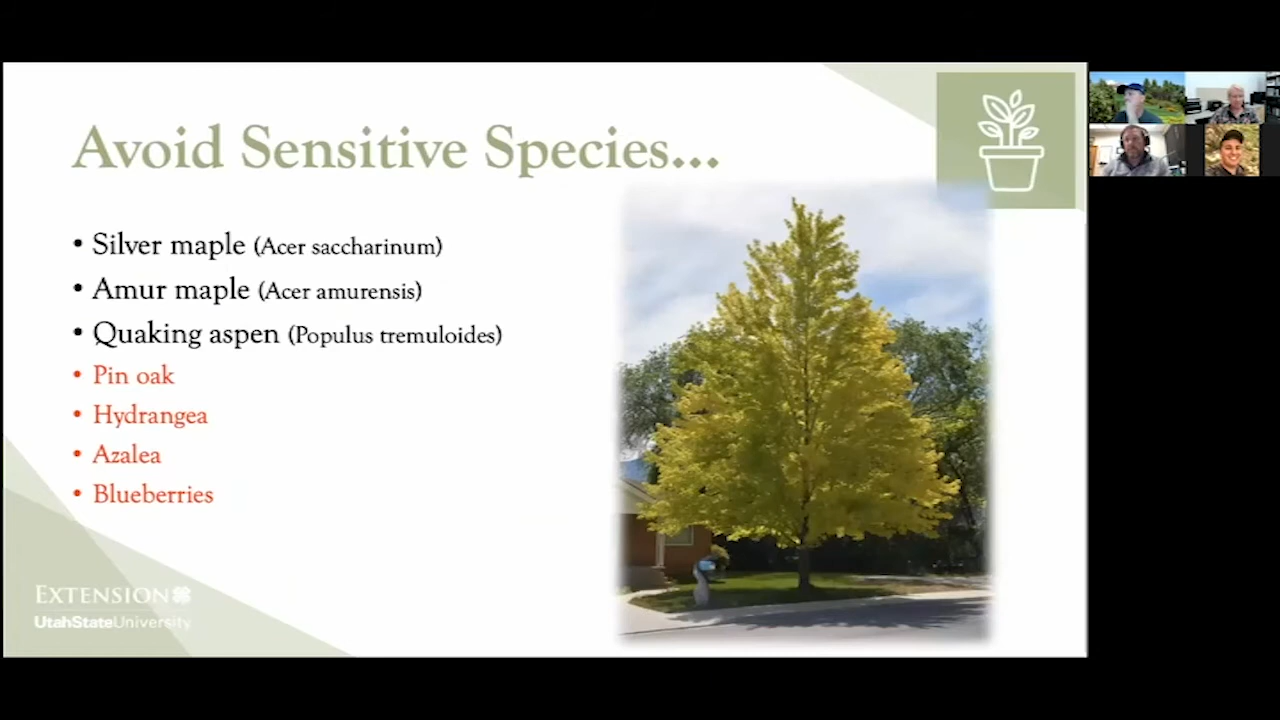 Avoid Sensitive Species...
• Silver maple (Acer saccharinum)
• Amur maple (Acer amurensis)
• Quaking aspen (Populus tremuloides)
• Pin oak
• Hydrangea
• Azalea
• Blueberries
EXTENSION
UtahStateUniversity